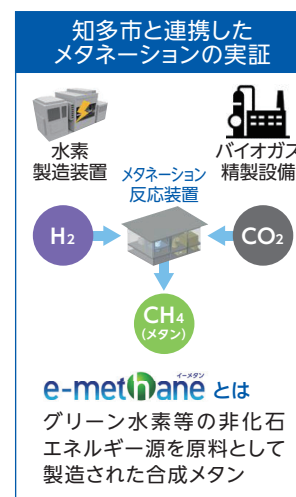 知多市と連携した
メタネーションの実証
水素
製造装置
バイオガス
精製設備
メタネーション
反応装置
H2
CO2
CH4
(メタン)
イーメタン
e-methane とは
グリーン水素等の非化石
エネルギー源を原料として
製造された合成メタン